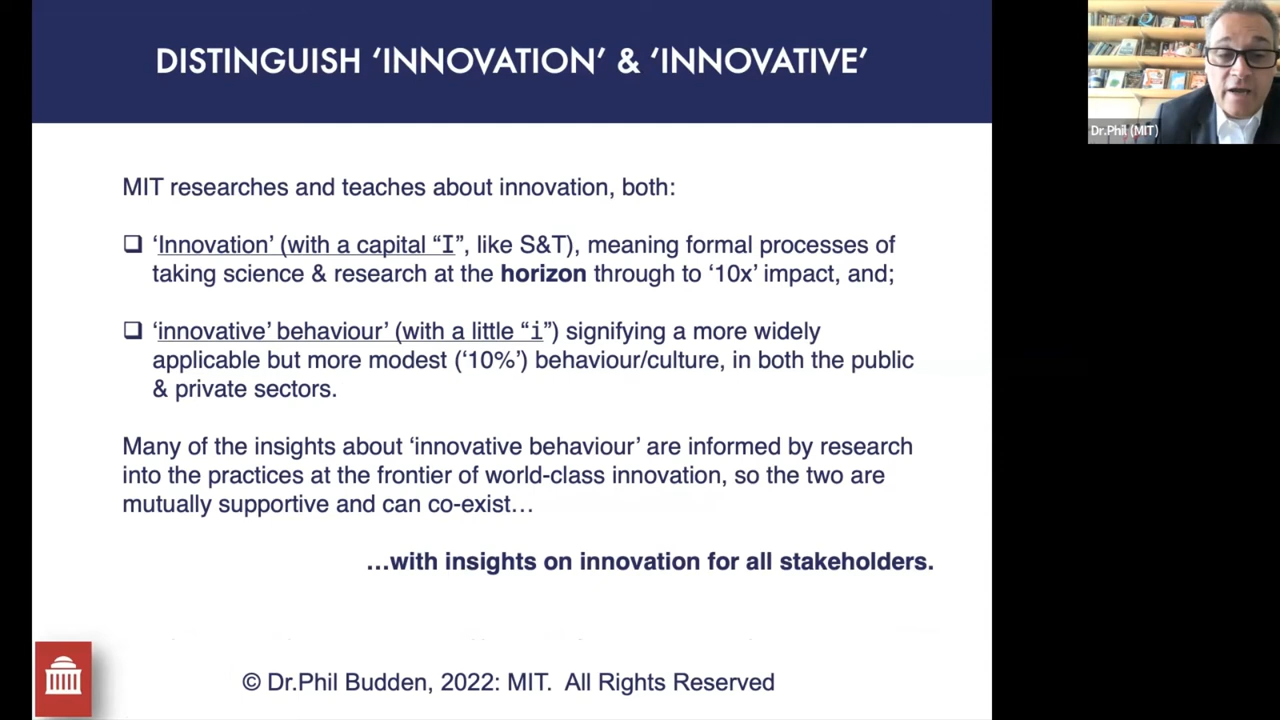 DISTINGUISH ‘INNOVATION’ & ‘INNOVATIVE’
Dr.Phil (MIT)
MIT researches and teaches about innovation, both:
❑ ‘Innovation’ (with a capital “I”, like S&T), meaning formal processes of
taking science & research at the horizon through to ‘10x’ impact, and;
❑ ‘innovative’ behaviour’ (with a little “i”) signifying a more widely
applicable but more modest (‘10%’) behaviour/culture, in both the public
& private sectors.
Many of the insights about ‘innovative behaviour’ are informed by research
into the practices at the frontier of world-class innovation, so the two are
mutually supportive and can co-exist…
…with insights on innovation for all stakeholders.
© Dr.Phil Budden, 2022: MIT. All Rights Reserved